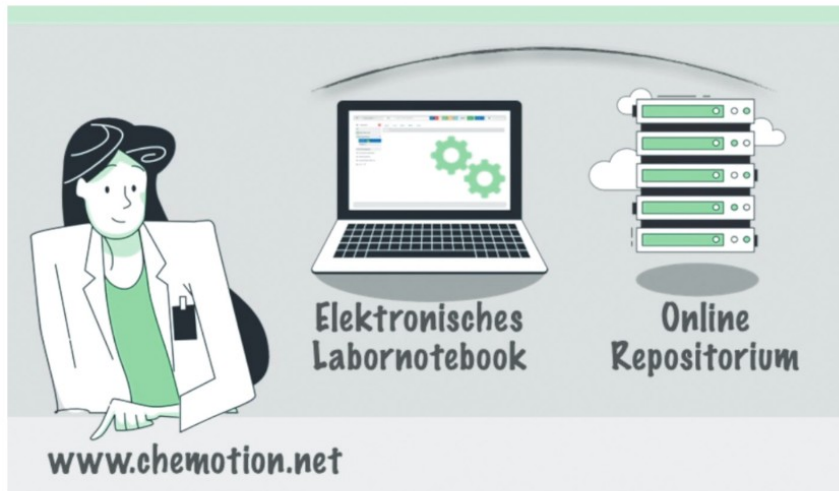 Elektronisches
Labornotebook
Online
Repositorium
www.chemotion.net